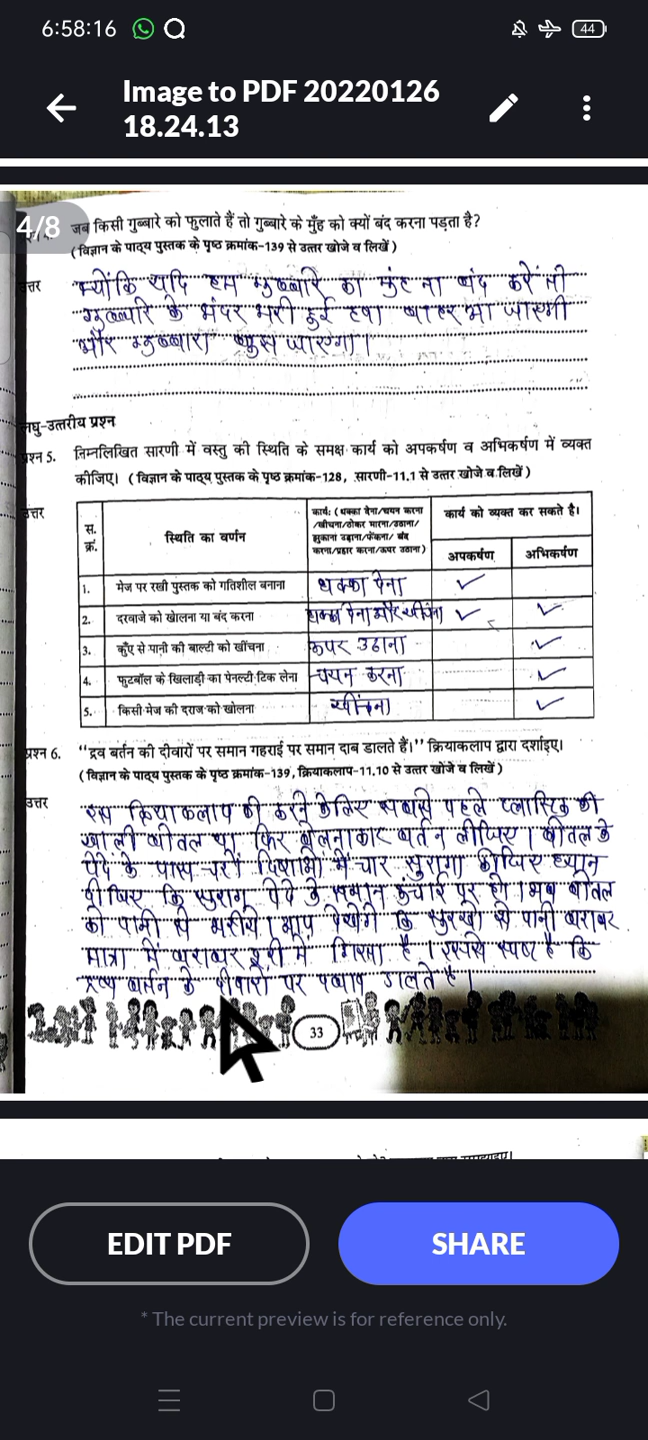 6:58:16
44
Image to PDF 20220126
18.24.13
4/8
जब किसी गुब्बारे को फुलाते हैं तो गुब्बारे के मुँह को क्यों बंद करना पड़ता है?
(विज्ञान के पाठ्य पुस्तक के पृष्ठ क्रमांक-139 से उत्तर खोजे व लिखें)
उत्तर क्योंकि यदि हम गुब्बारे का मुंह ना बंद करें तो
गुब्बारे के अंदर भरी हुई हवा बाहर आ जाएगी
और गुब्बारा जाएगा।
लघु-उत्तरीय प्रश्न
प्रश्न 5. निम्नलिखित सारणी में वस्तु की स्थिति के समक्ष कार्य को अपकर्षण व अभिकर्षण में व्यक्त
कीजिए। (विज्ञान के पाठ्य पुस्तक के पृष्ठ क्रमांक-128, सारणी-11.1 से उत्तर खोजे व लिखें)
उत्तर
स. क्रं. स्थिति का वर्णन कार्य: (धक्का देना/चयन करना/खींचना/ठोकर मारना/उठाना/झुकाना उड़ाना/फेंकना/बंद करना/प्रहार करना/ऊपर उठाना) कार्य को व्यक्त कर सकते है।
अपकर्षण अभिकर्षण
1. मेज पर रखी पुस्तक को गतिशील बनाना धक्का देना ✓
2. दरवाजे को खोलना या बंद करना धक्का देना और खींचना ✓ ✓
3. कुँए से पानी की बाल्टी को खींचना ऊपर उठाना ✓
4. फुटबॉल के खिलाड़ी का पेनल्टी टिक लेना चयन करना ✓
5. किसी मेज की दराज को खोलना खींचना ✓
प्रश्न 6. “द्रव बर्तन की दीवारों पर समान गहराई पर समान दाब डालते हैं।” क्रियाकलाप द्वारा दर्शाइए।
(विज्ञान के पाठ्य पुस्तक के पृष्ठ क्रमांक-139, क्रियाकलाप-11.10 से उत्तर खोजे व लिखें)
उत्तर इस क्रियाकलाप को करने के लिए सबसे पहले प्लास्टिक की
खाली बोतल या फिर बेलनाकार बर्तन लीजिए। बोतल के
पेंदे के पास चारों दिशाओं में चार सुराग कीजिए ध्यान
दीजिए कि सुराग पेंदे के समान ऊंचाई पर हो। अब बोतल
को पानी से भरीये। आप देखेंगे कि से पानी बराबर
मात्रा में बराबर दूरी में गिरता है। इससे स्पष्ट है कि
द्रव्य बर्तन के दीवारों पर दबाव डालते है।
33
EDIT PDF
SHARE
* The current preview is for reference only.